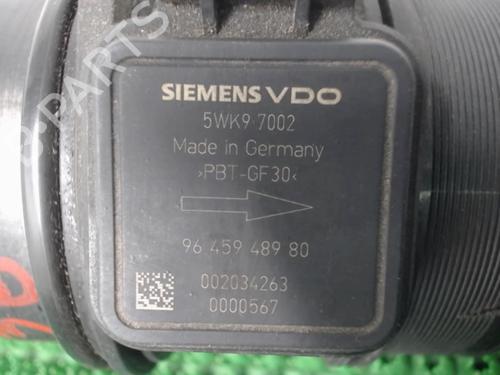 SIEMENS VDO
5WK9 7002
Made in Germany
>PBT-GF30<
96 459 489 80
002034263
0000567